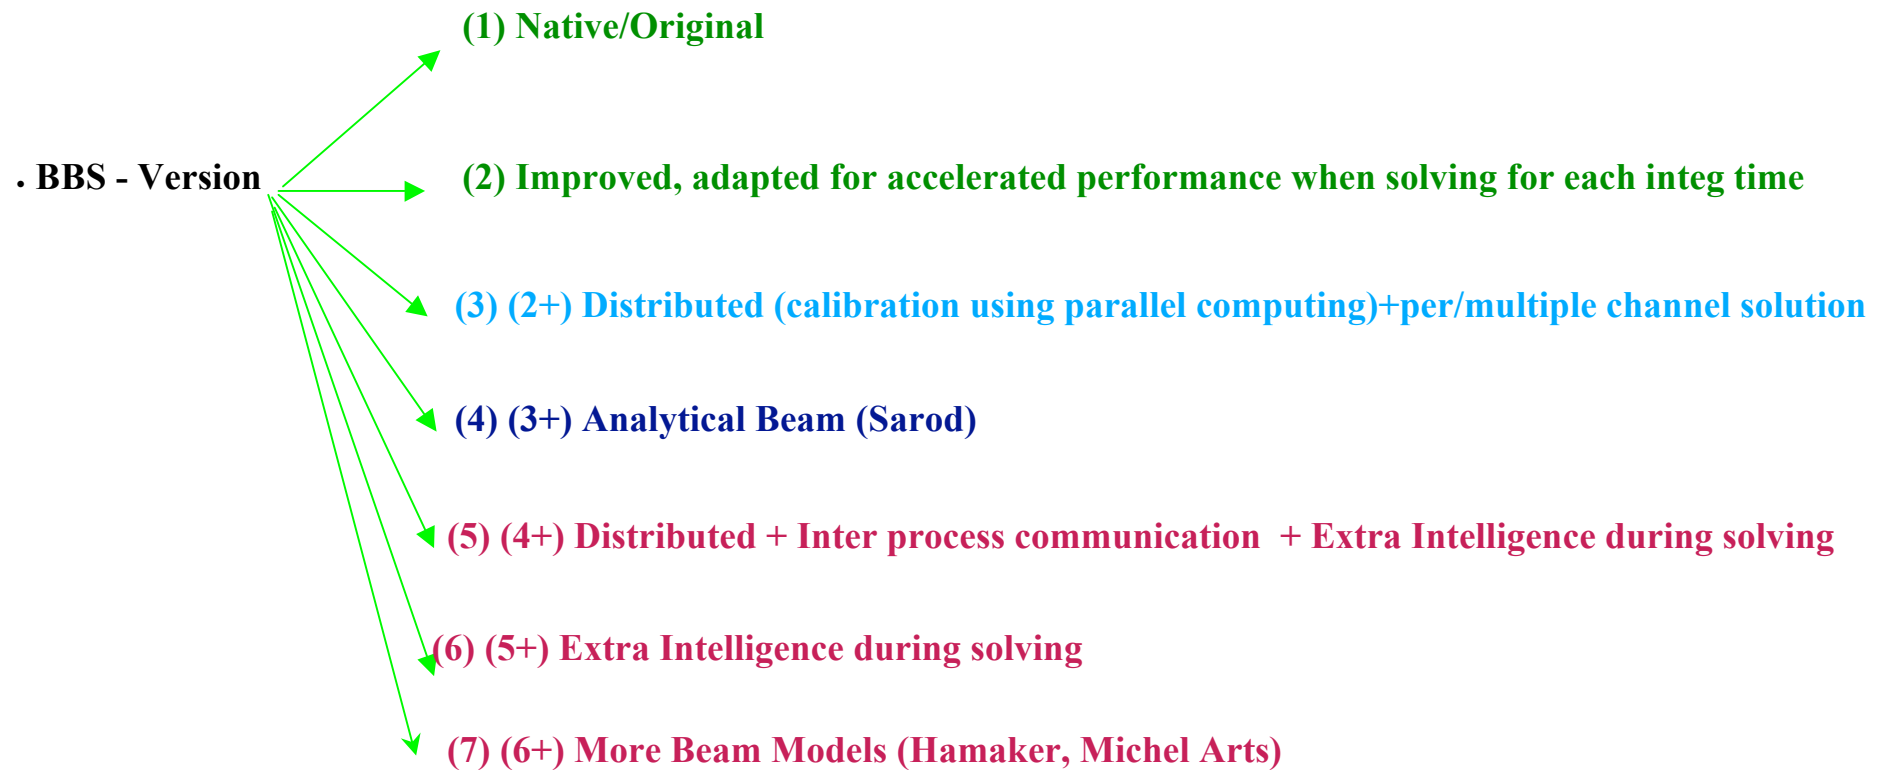 (1) Native/Original
. BBS - Version
(2) Improved, adapted for accelerated performance when solving for each integ time
(3) (2+) Distributed (calibration using parallel computing)+per/multiple channel solution
(4) (3+) Analytical Beam (Sarod)
(5) (4+) Distributed + Inter process communication + Extra Intelligence during solving
(6) (5+) Extra Intelligence during solving
(7) (6+) More Beam Models (Hamaker, Michel Arts)